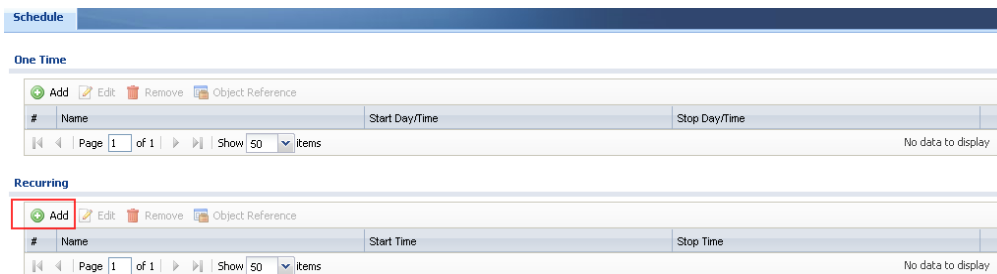 Schedule
One Time
Add Edit Remove Object Reference
# Name Start Day/Time Stop Day/Time
Page 1 of 1 Show 50 items No data to display
Recurring
Add Edit Remove Object Reference
# Name Start Time Stop Time
Page 1 of 1 Show 50 items No data to display